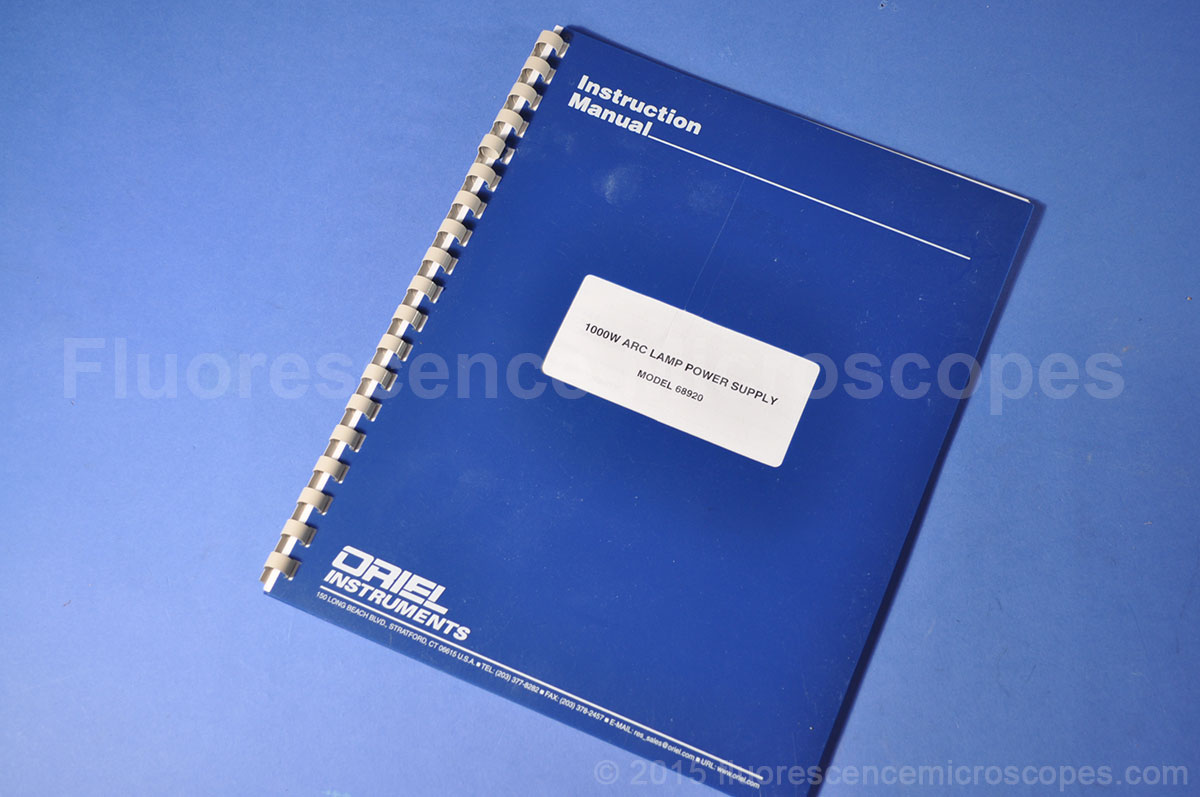 Instruction
Manual
1000W ARC LAMP POWER SUPPLY
MODEL 68920
ORIEL
INSTRUMENTS
150 LONG BEACH BLVD., STRATFORD, CT 06615 U.S.A. ■ TEL: (203) 377-8282 ■ FAX: (203) 378-2457 ■ E-MAIL: res_sales@oriel.com ■ URL: www.oriel.com
Fluorescence Microscopes
© 2015 fluorescencemicroscopes.com